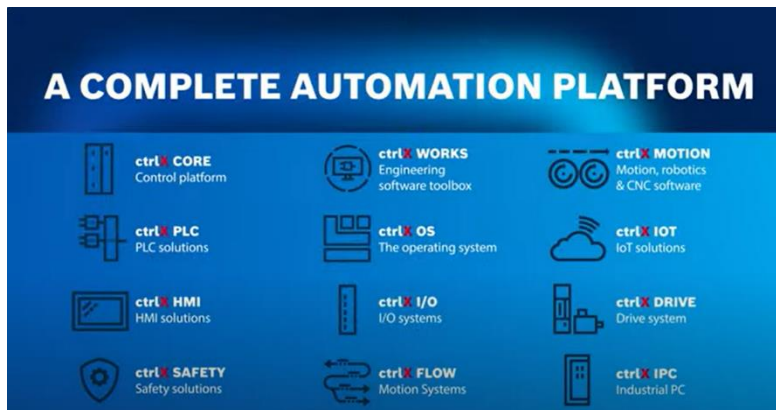 A COMPLETE AUTOMATION PLATFORM
ctrlX CORE
Control platform
ctrlX WORKS
Engineering
software toolbox
ctrlX MOTION
Motion, robotics
& CNC software
ctrlX PLC
PLC solutions
ctrlX OS
The operating system
ctrlX IOT
IoT solutions
ctrlX HMI
HMI solutions
ctrlX I/O
I/O systems
ctrlX DRIVE
Drive system
ctrlX SAFETY
Safety solutions
ctrlX FLOW
Motion Systems
ctrlX IPC
Industrial PC